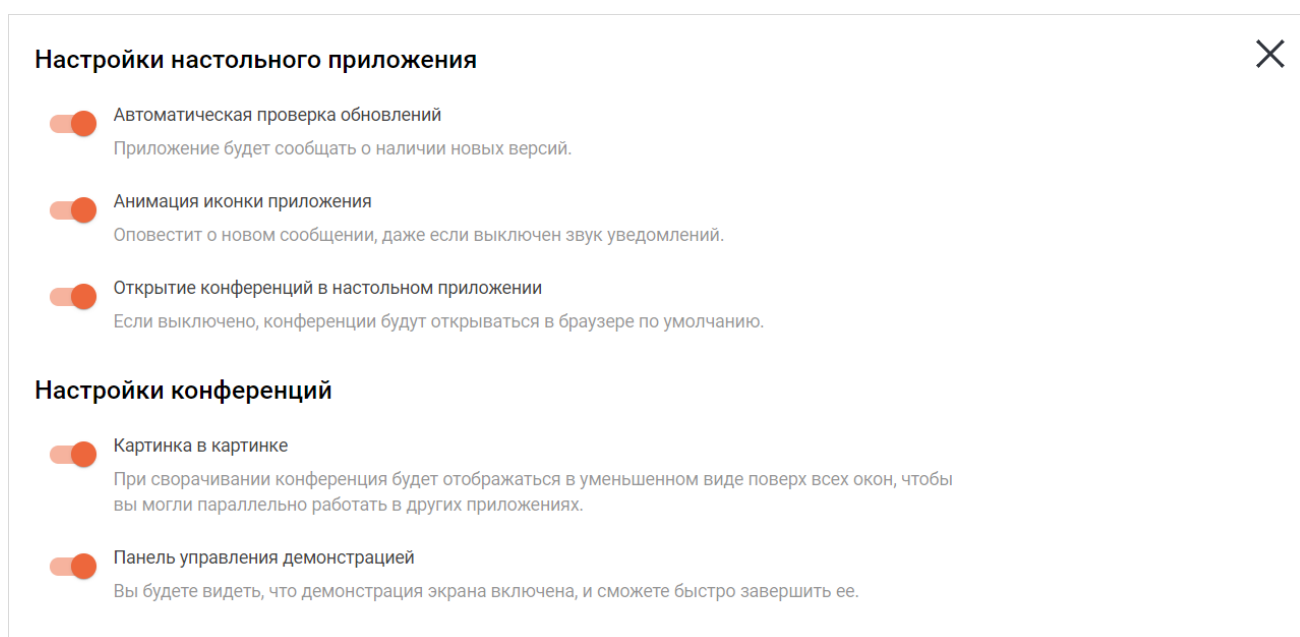 Настройки настольного приложения
Автоматическая проверка обновлений
Приложение будет сообщать о наличии новых версий.
Анимация иконки приложения
Оповестит о новом сообщении, даже если выключен звук уведомлений.
Открытие конференций в настольном приложении
Если выключено, конференции будут открываться в браузере по умолчанию.
Настройки конференций
Картинка в картинке
При сворачивании конференция будет отображаться в уменьшенном виде поверх всех окон, чтобы
вы могли параллельно работать в других приложениях.
Панель управления демонстрацией
Вы будете видеть, что демонстрация экрана включена, и сможете быстро завершить ее.